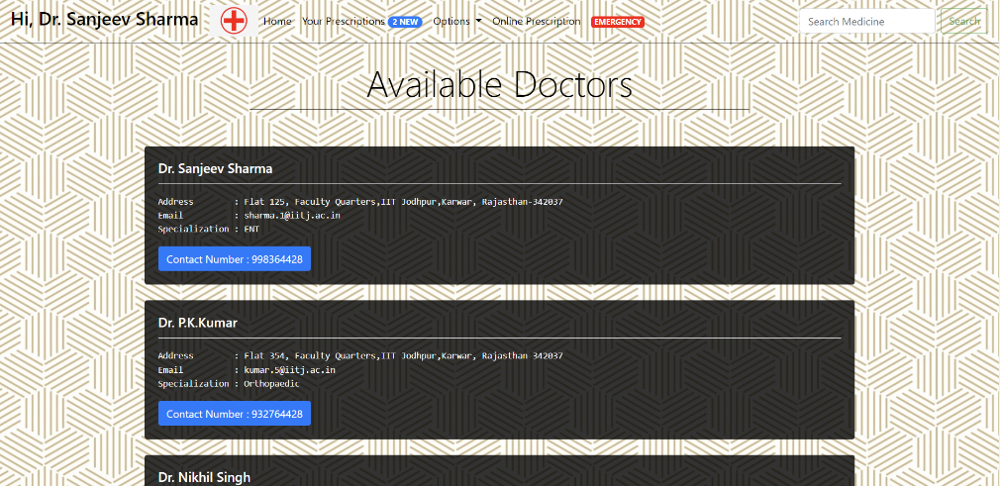 Hi, Dr. Sanjeev Sharma Home Your Prescriptions 2 NEW Options Online Prescription EMERGENCY Search Medicine Search
Available Doctors
Dr. Sanjeev Sharma
Address : Flat 125, Faculty Quarters,IIT Jodhpur,Karwar, Rajasthan-342037
Email : sharma.1@iitj.ac.in
Specialization : ENT
Contact Number : 998364428
Dr. P.K.Kumar
Address : Flat 354, Faculty Quarters,IIT Jodhpur,Karwar, Rajasthan-342037
Email : kumar.5@iitj.ac.in
Specialization : Orthopaedic
Contact Number : 932764428
Dr. Nikhil Singh